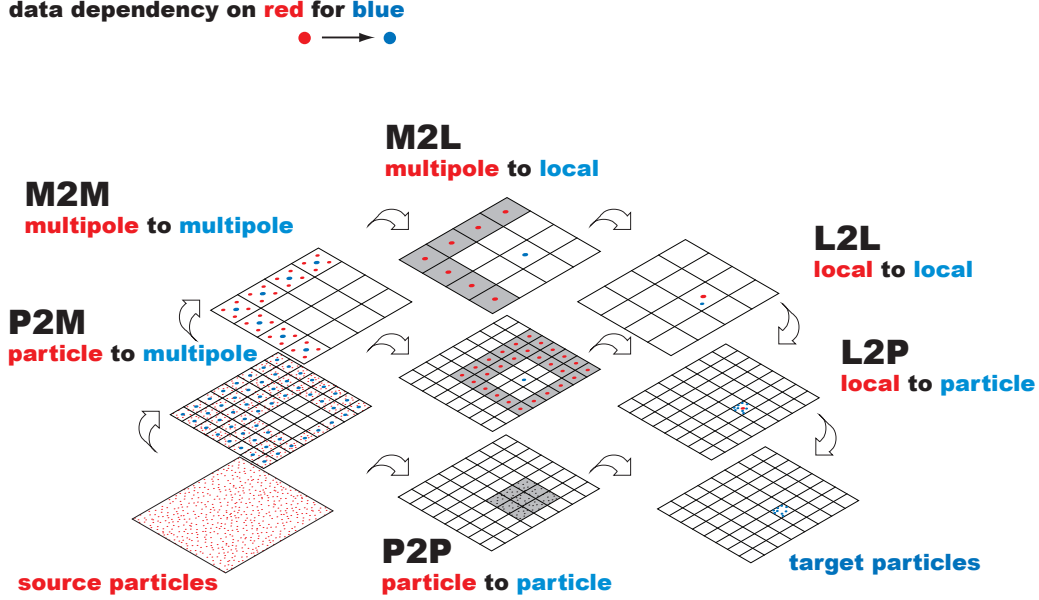 data dependency on red for blue
M2L
multipole to local
M2M
multipole to multipole
L2L
local to local
P2M
particle to multipole
L2P
local to particle
P2P
particle to particle
source particles
target particles